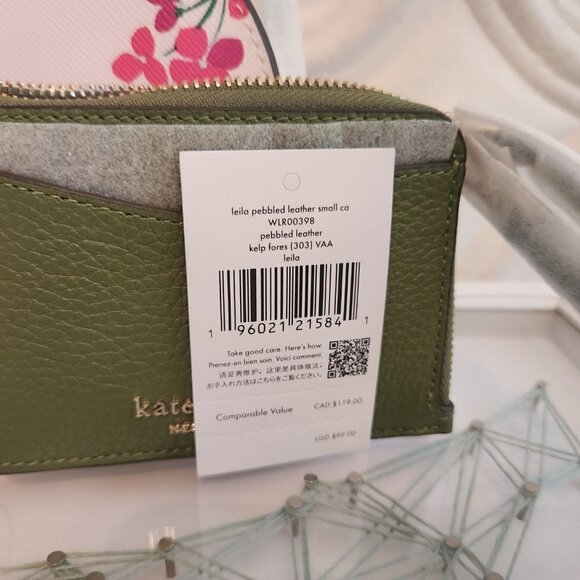 leila pebbled leather small ca
WLR00398
pebbled leather
kelp fores (303) VAA
leila
1 96021 21584 1
Take good care. Here's how.
Prenez-en bien soin. Voici comment.
请妥善维护，这里是具体做法。
お手入れ方法はこちらをご覧ください。
Comparable Value CAD $119.00
USD $99.00
kate
NE